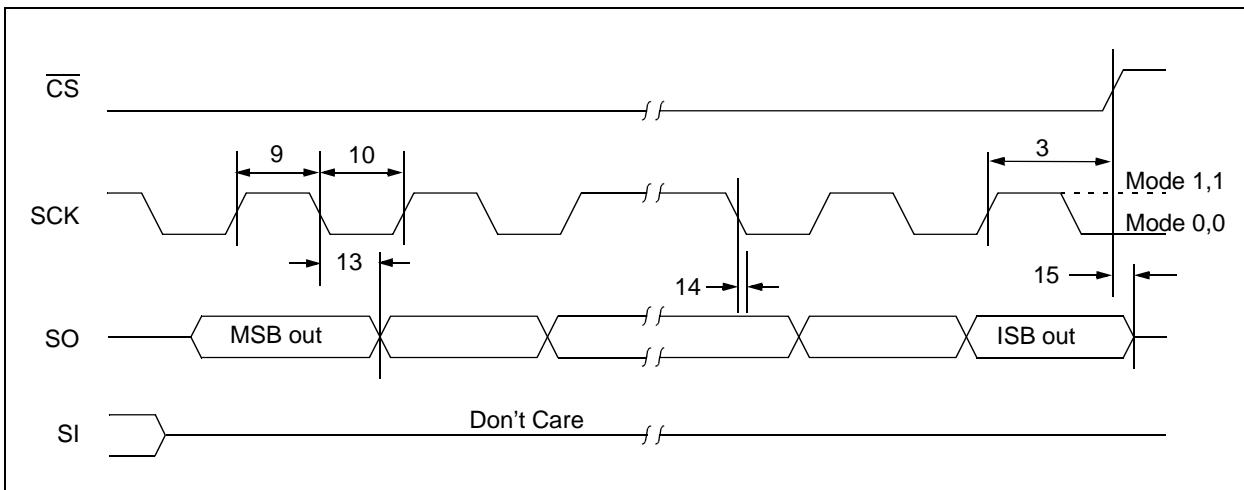 CS
9
10
3
Mode 1,1
SCK
Mode 0,0
13
14
15
SO
MSB out
ISB out
Don't Care
SI